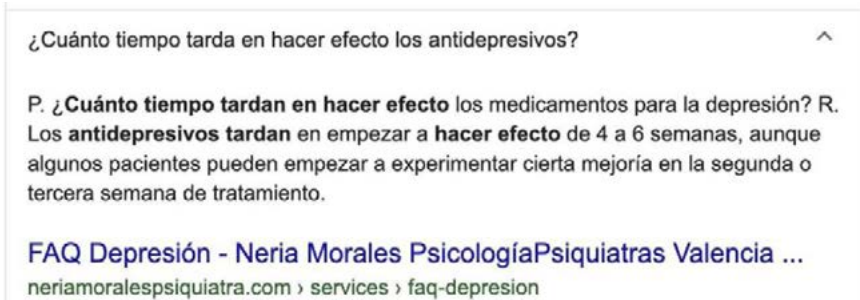 ¿Cuánto tiempo tarda en hacer efecto los antidepresivos?
P. ¿Cuánto tiempo tardan en hacer efecto los medicamentos para la depresión? R.
Los antidepresivos tardan en empezar a hacer efecto de 4 a 6 semanas, aunque
algunos pacientes pueden empezar a experimentar cierta mejoría en la segunda o
tercera semana de tratamiento.
FAQ Depresión - Neria Morales PsicologíaPsiquiatras Valencia ...
neriamoralespsiquiatra.com › services › faq-depresion